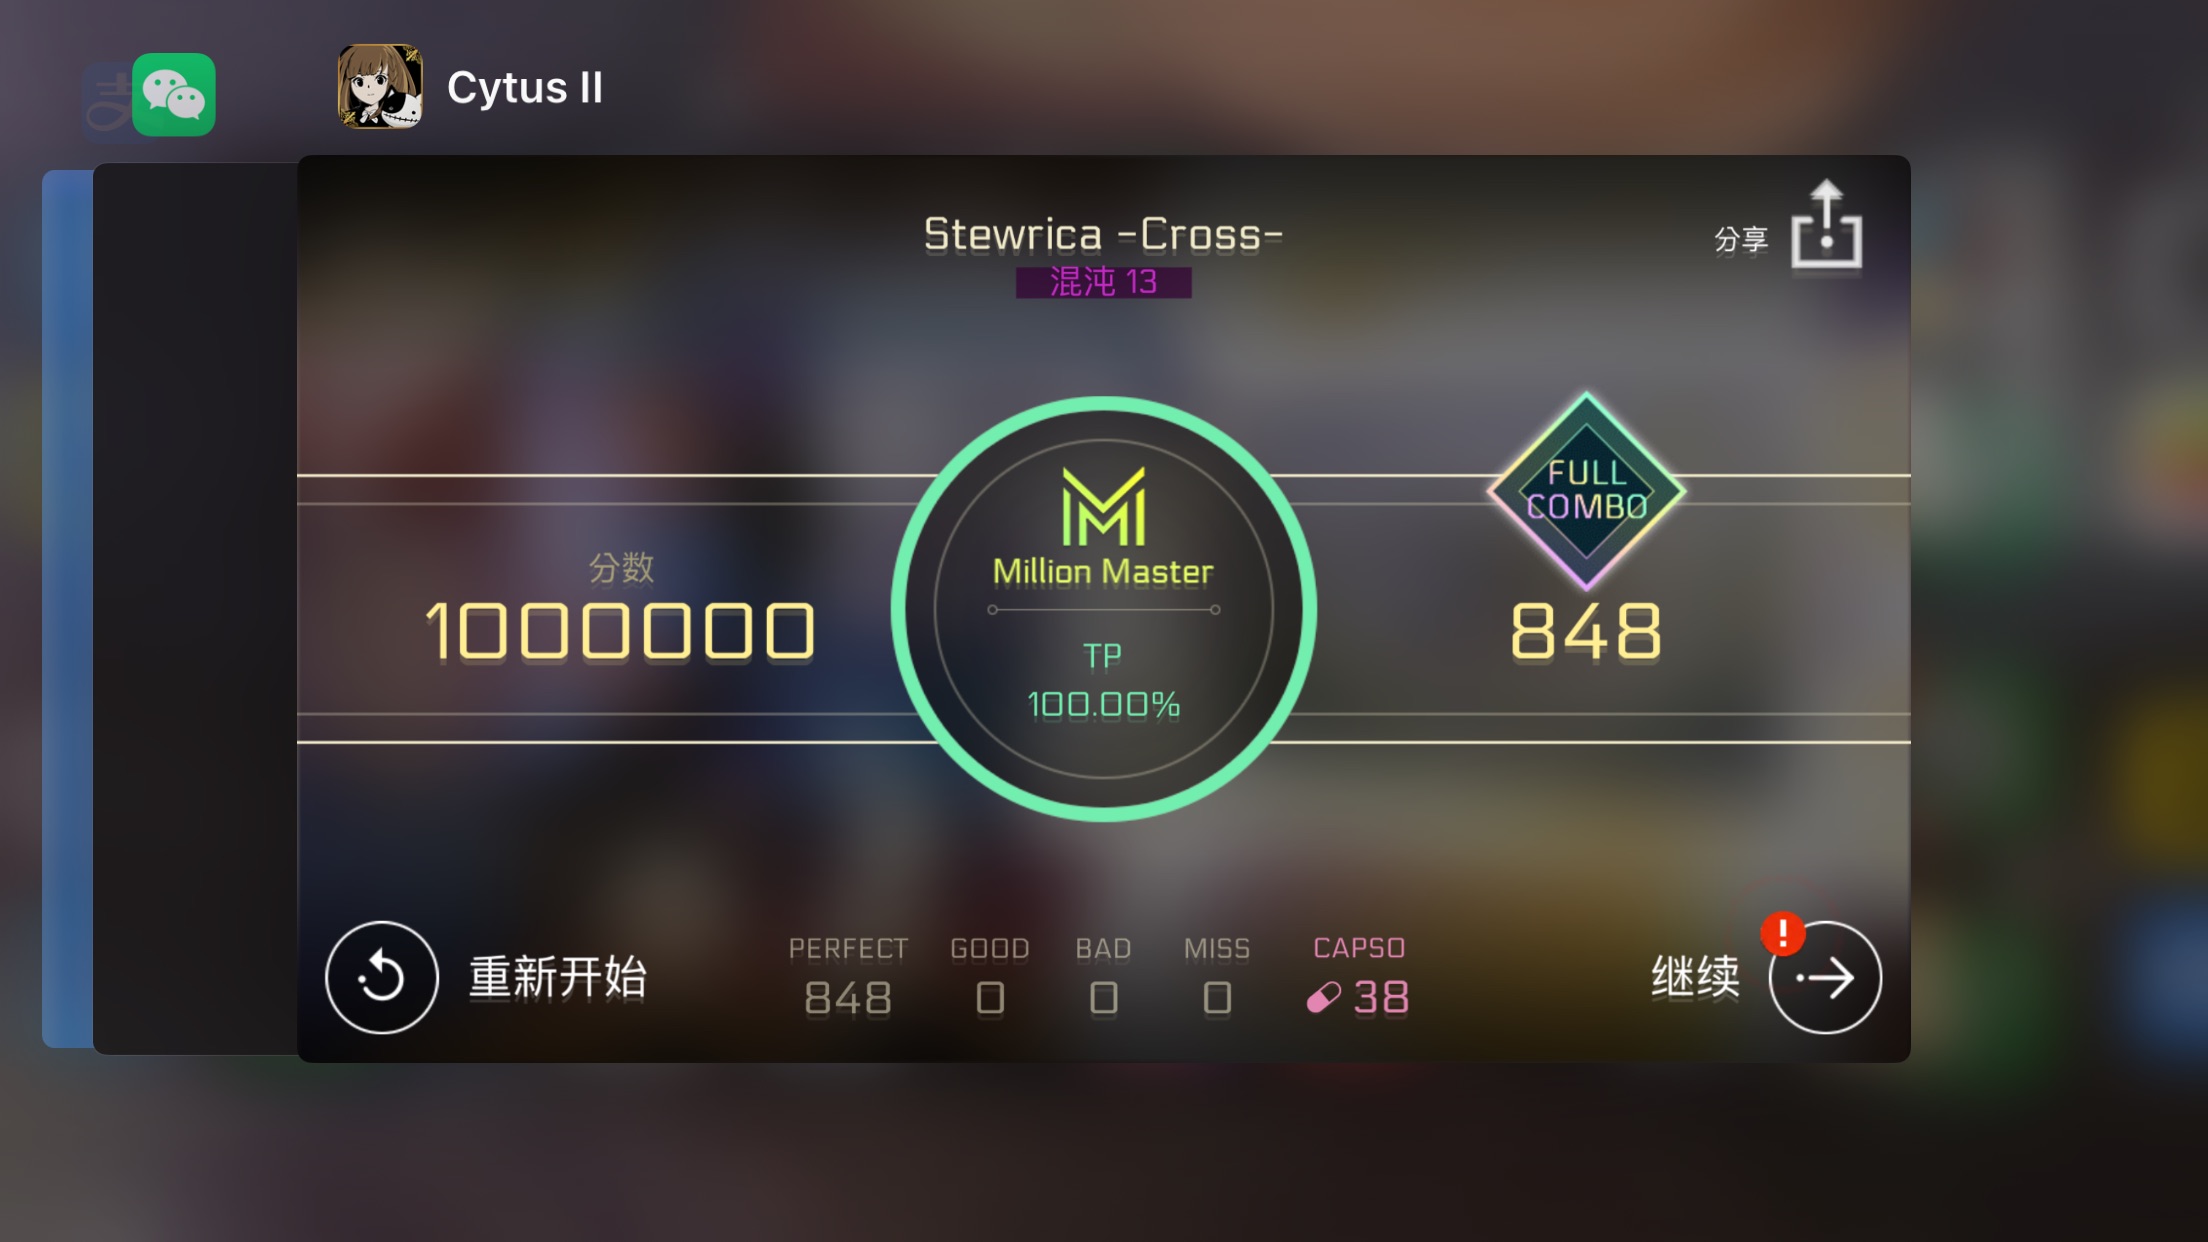 支
Cytus II
Stewrica -Cross-
混沌 13
分享
FULL
COMBO
Million Master
分数
1000000
848
TP
100.00%
重新开始
PERFECT GOOD BAD MISS CAPSO
848 0 0 0 38
继续
!